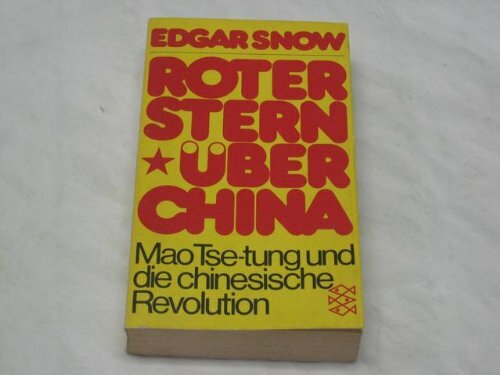 EDGAR SNOW
ROTER
STERN
★ÜBER
CHINA
Mao Tse-tung und
die chinesische
Revolution